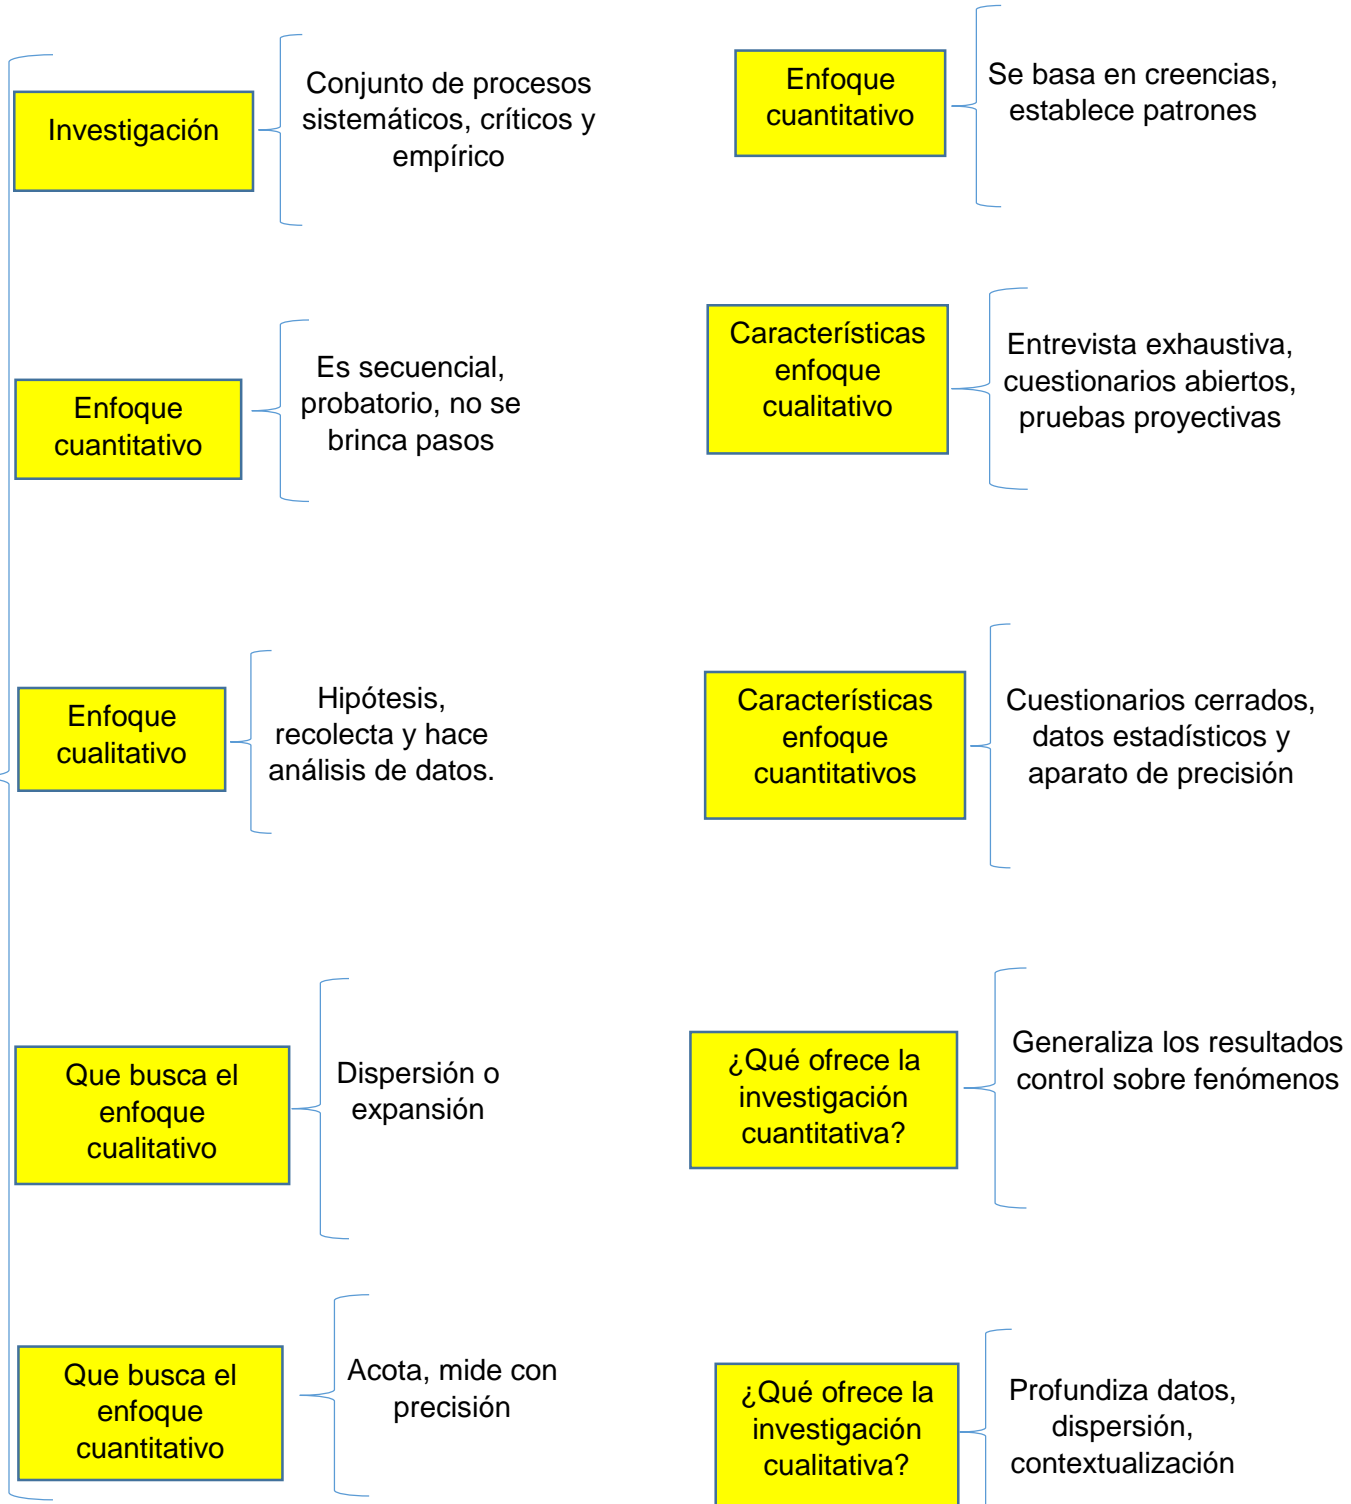 Investigación
Conjunto de procesos
sistemáticos, críticos y
empírico
Enfoque
cuantitativo
Es secuencial,
probatorio, no se
brinca pasos
Enfoque
cualitativo
Hipótesis,
recolecta y hace
análisis de datos.
Que busca el
enfoque
cualitativo
Dispersión o
expansión
Que busca el
enfoque
cuantitativo
Acota, mide con
precisión
Enfoque
cuantitativo
Se basa en creencias,
establece patrones
Características
enfoque
cualitativo
Entrevista exhaustiva,
cuestionarios abiertos,
pruebas proyectivas
Características
enfoque
cuantitativos
Cuestionarios cerrados,
datos estadísticos y
aparato de precisión
¿Qué ofrece la
investigación
cuantitativa?
Generaliza los resultados
control sobre fenómenos
¿Qué ofrece la
investigación
cualitativa?
Profundiza datos,
dispersión,
contextualización